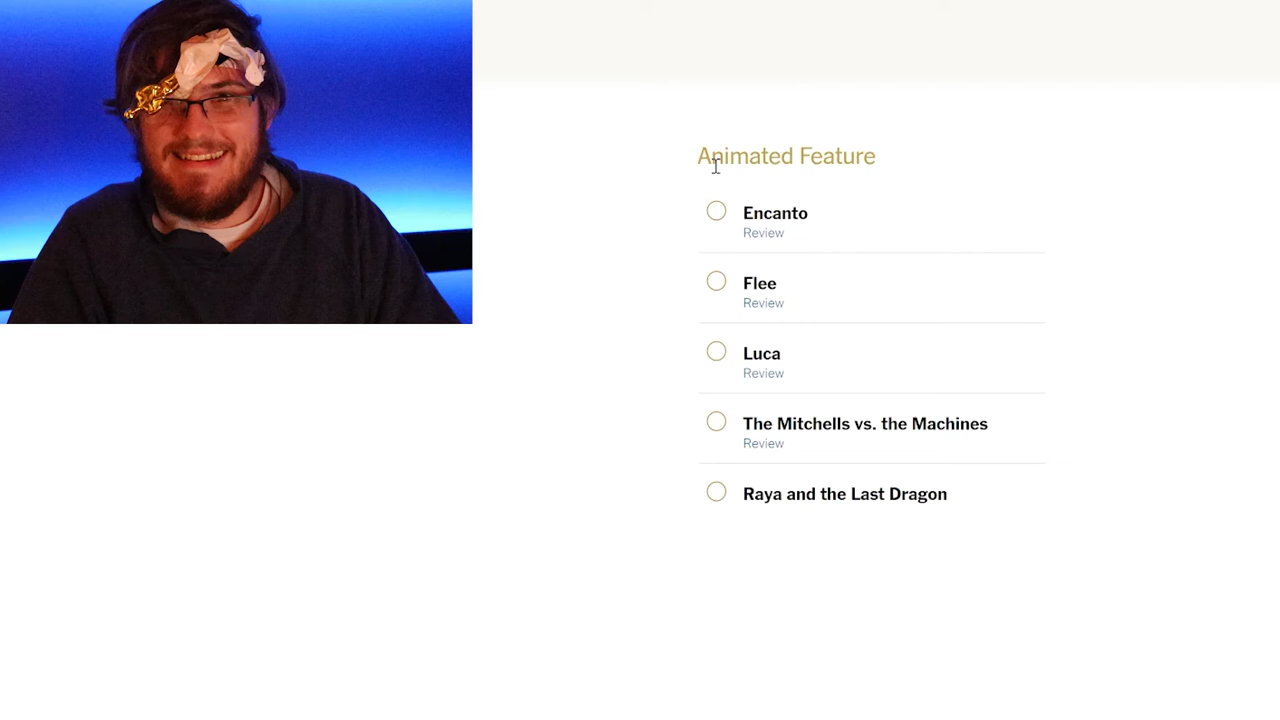 Animated Feature
Encanto
Review
Flee
Review
Luca
Review
The Mitchells vs. the Machines
Review
Raya and the Last Dragon